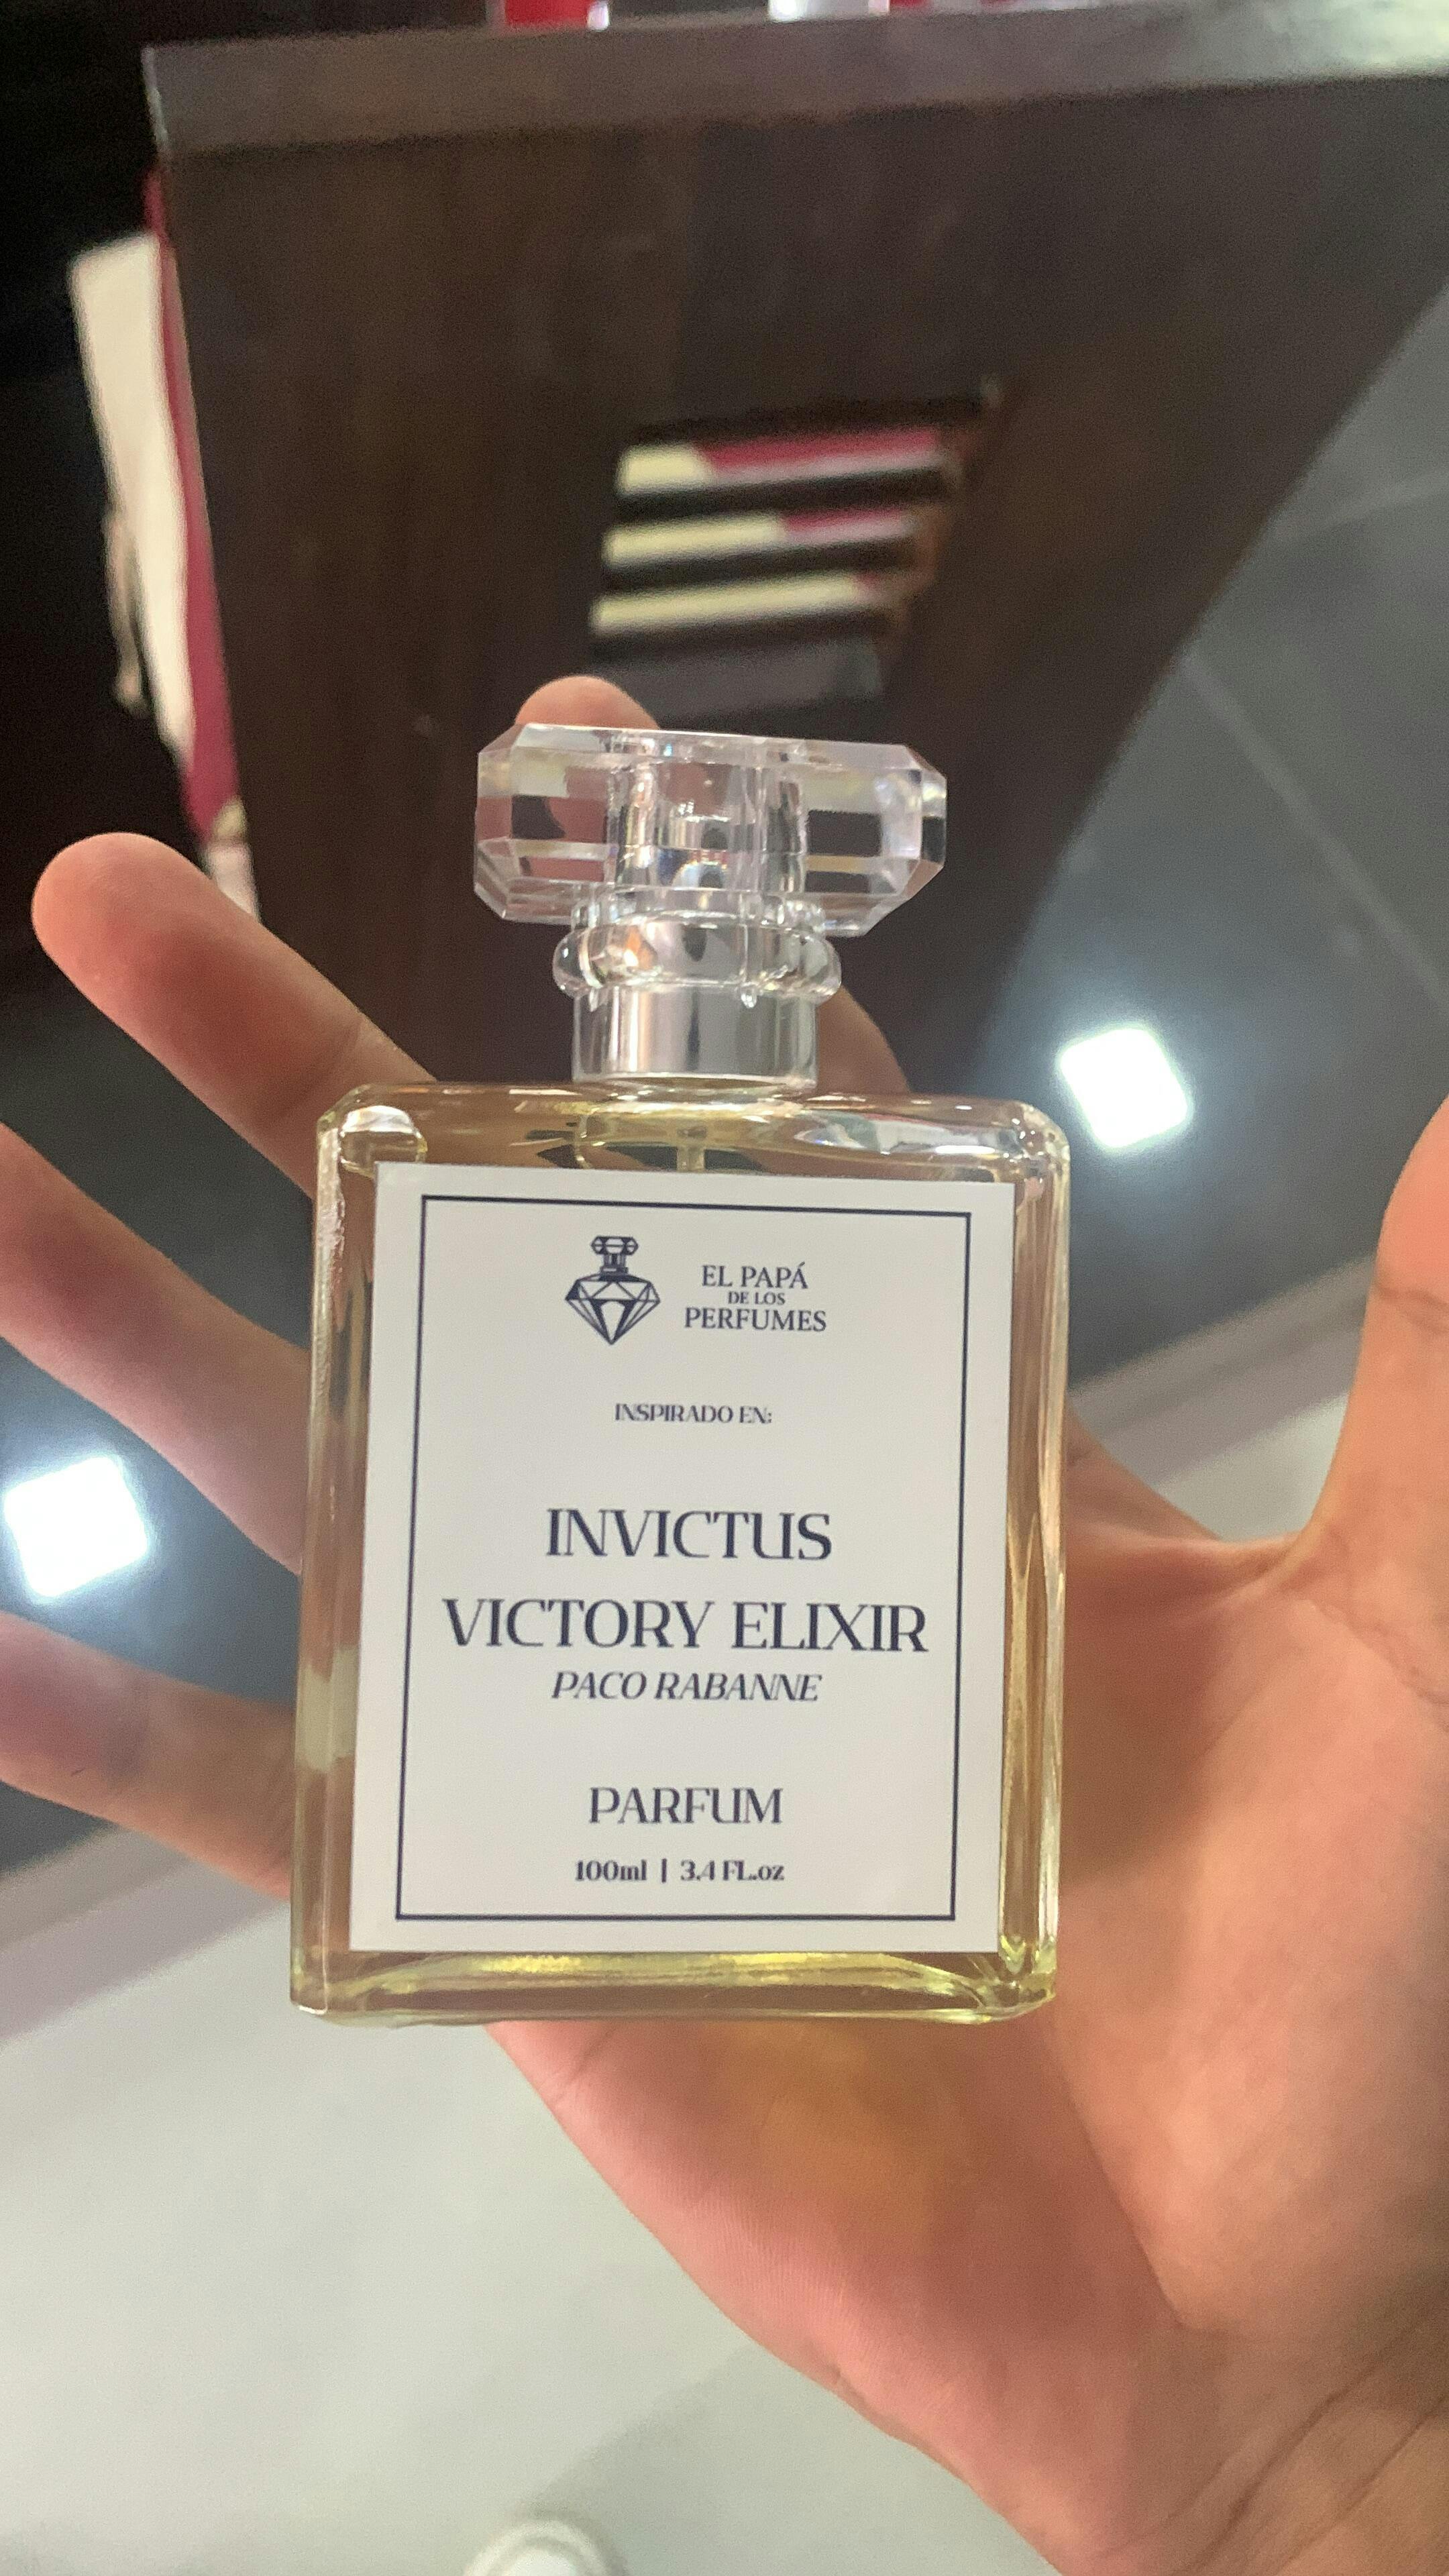 EL PAPÁ
DE LOS
PERFUMES
INSPIRADO EN:
INVICTUS
VICTORY ELIXIR
PACO RABANNE
PARFUM
100ml | 3.4 FL.oz